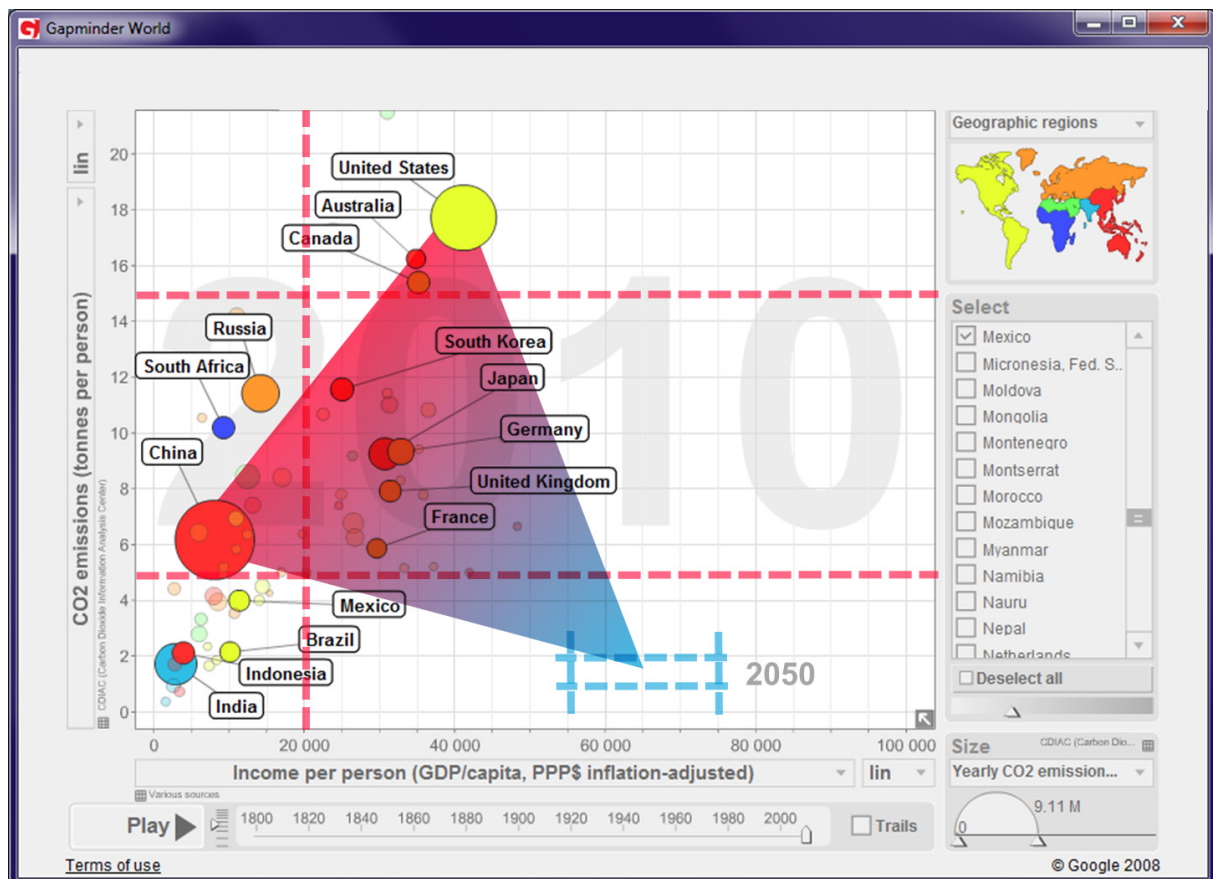 Gapminder World
lin
CO2 emissions (tonnes per person)
CDIAC (Carbon Dioxide Information Analysis Center)
2010
20
18
16
14
12
10
8
6
4
2
0
United States
Australia
Canada
Russia
South Africa
South Korea
Japan
China
Germany
United Kingdom
France
Mexico
Brazil
Indonesia
India
2050
0
20 000
40 000
60 000
80 000
100 000
Income per person (GDP/capita, PPP$ inflation-adjusted)
lin
Various sources
Play
1800 1820 1840 1860 1880 1900 1920 1940 1960 1980 2000
Trails
Terms of use
Geographic regions
Select
Mexico
Micronesia, Fed. S..
Moldova
Mongolia
Montenegro
Montserrat
Morocco
Mozambique
Myanmar
Namibia
Nauru
Nepal
Netherlands
Deselect all
Size
CDIAC (Carbon Dio...
Yearly CO2 emission...
9.11 M
0
© Google 2008